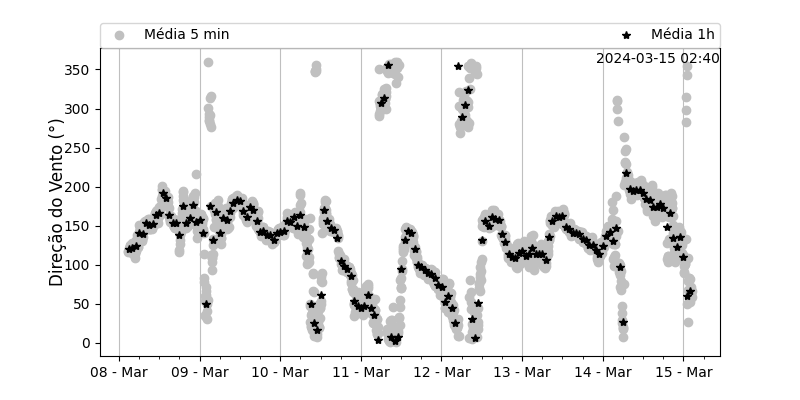 Média 5 min
Média 1h
2024-03-15 02:40
Direção do Vento (°)
350
300
250
200
150
100
50
0
08 - Mar
09 - Mar
10 - Mar
11 - Mar
12 - Mar
13 - Mar
14 - Mar
15 - Mar